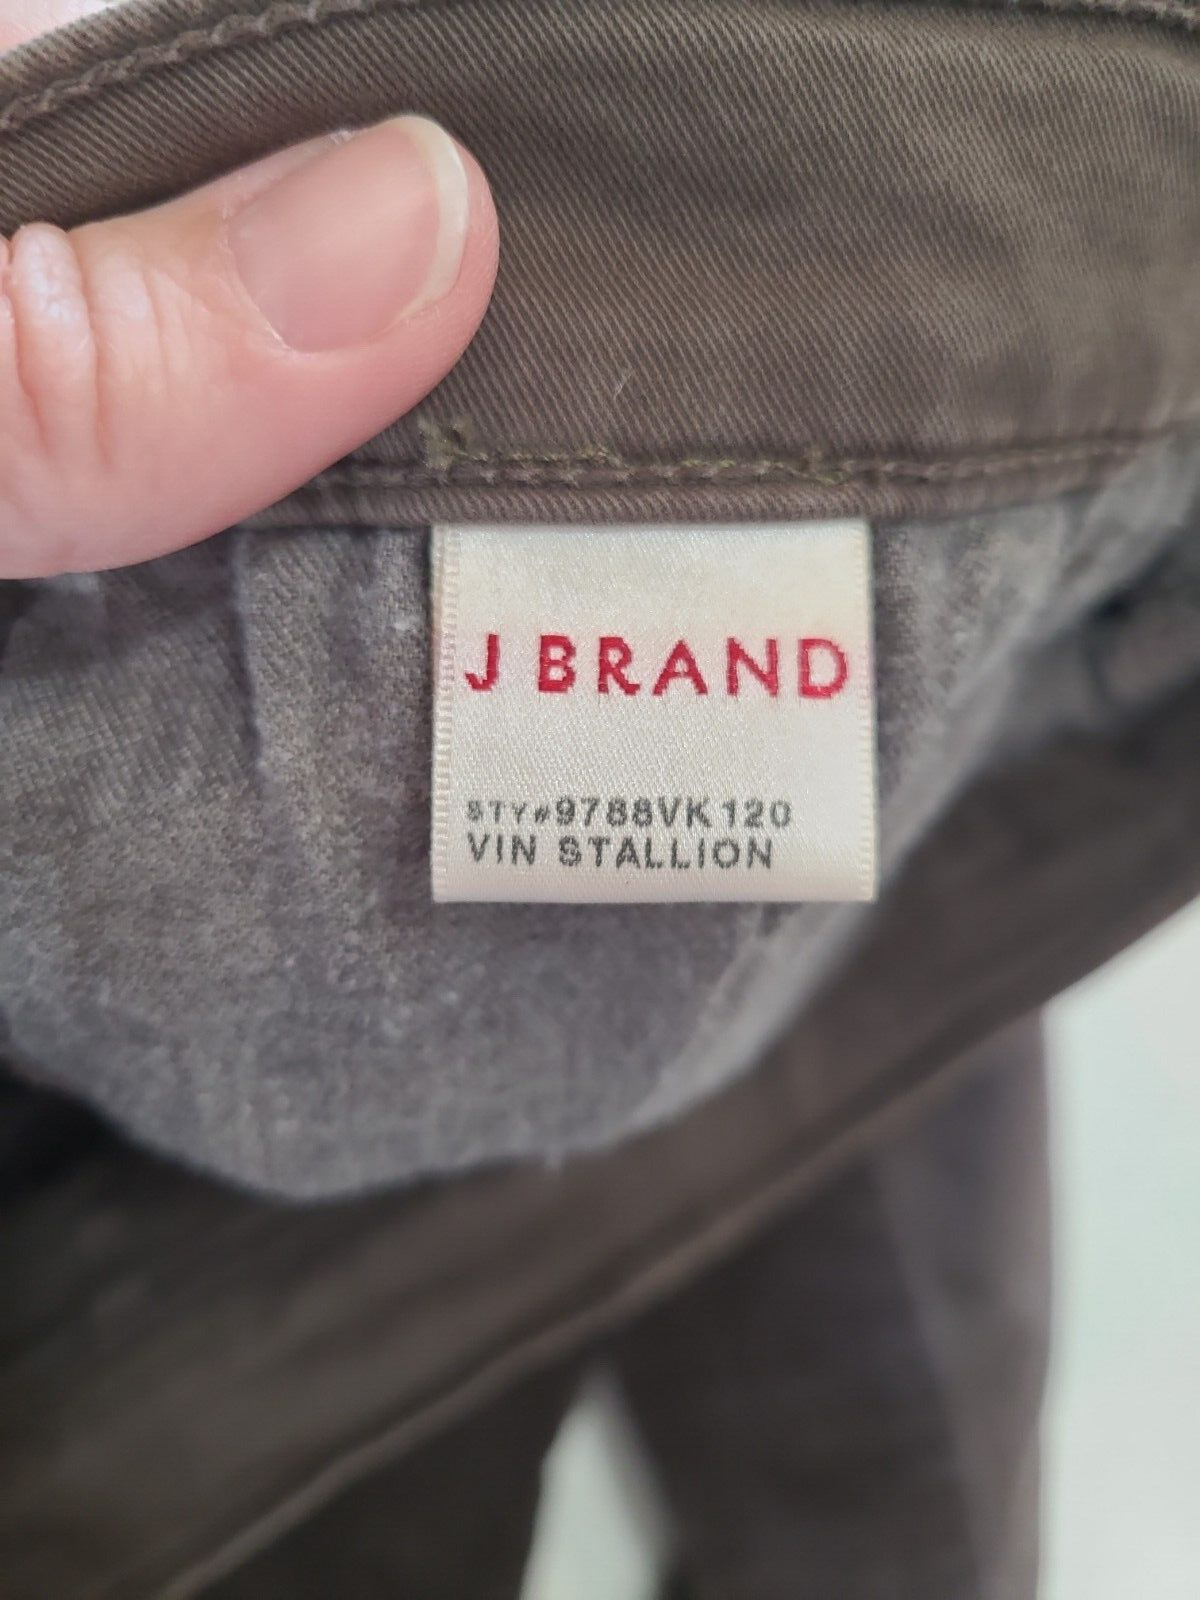 J BRAND
STY#9788VK120
VIN STALLION